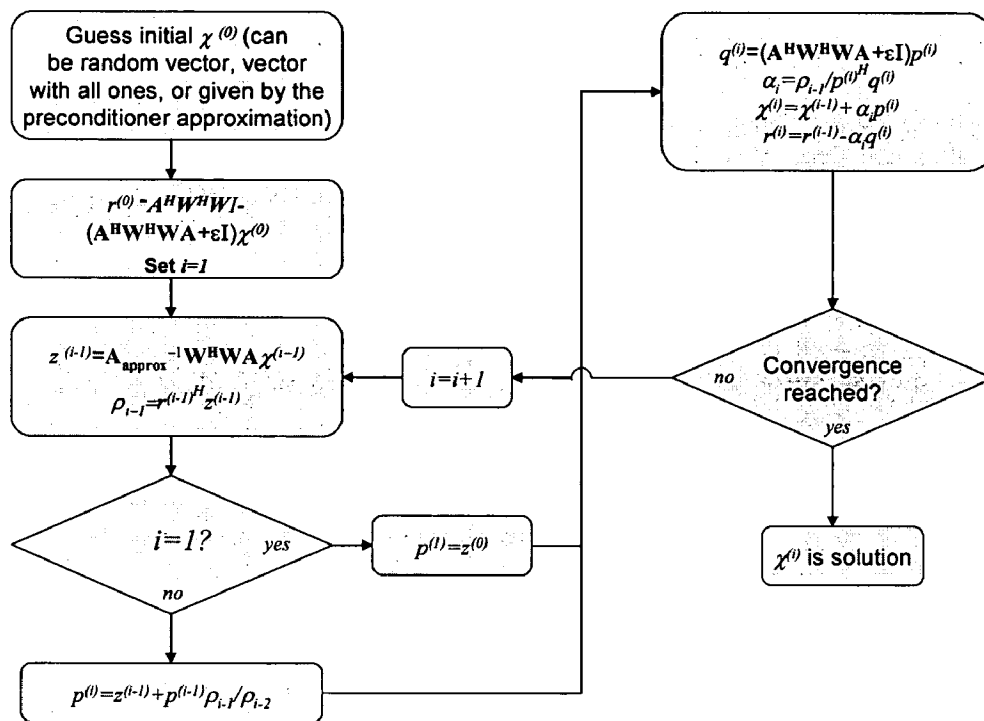 Guess initial χ⁽⁰⁾ (can
be random vector, vector
with all ones, or given by the
preconditioner approximation)
r⁽⁰⁾=AᴴWᴴWI-
(AᴴWᴴWA+εI)χ⁽⁰⁾
Set i=1
z⁽ⁱ⁻¹⁾=A_approx⁻¹WᴴWAχ⁽ⁱ⁻¹⁾
ρᵢ₋₁=r⁽ⁱ⁻¹⁾ᴴz⁽ⁱ⁻¹⁾
i=1?
yes
no
p⁽¹⁾=z⁽⁰⁾
p⁽ⁱ⁾=z⁽ⁱ⁻¹⁾+p⁽ⁱ⁻¹⁾ρᵢ₋₁/ρᵢ₋₂
q⁽ⁱ⁾=(AᴴWᴴWA+εI)p⁽ⁱ⁾
αᵢ=ρᵢ₋₁/p⁽ⁱ⁾ᴴq⁽ⁱ⁾
χ⁽ⁱ⁾=χ⁽ⁱ⁻¹⁾+αᵢp⁽ⁱ⁾
r⁽ⁱ⁾=r⁽ⁱ⁻¹⁾-αᵢq⁽ⁱ⁾
Convergence
reached?
no
yes
i=i+1
χ⁽ⁱ⁾ is solution